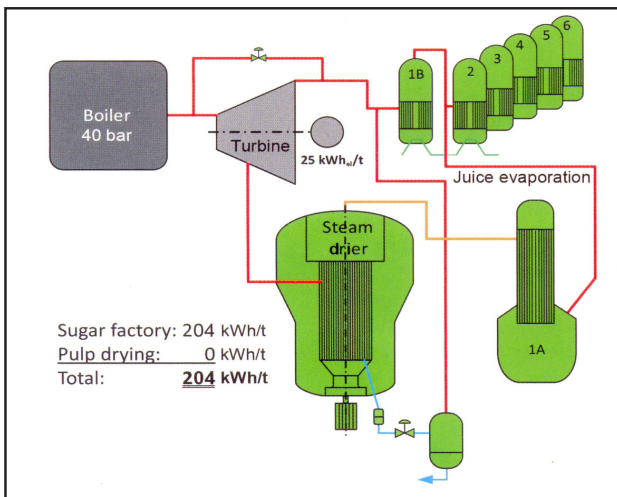 Boiler
40 bar
Turbine
25 kWhel/t
1B
2
3
4
5
6
Juice evaporation
Steam
drier
1A
Sugar factory: 204 kWh/t
Pulp drying: 0 kWh/t
Total: 204 kWh/t